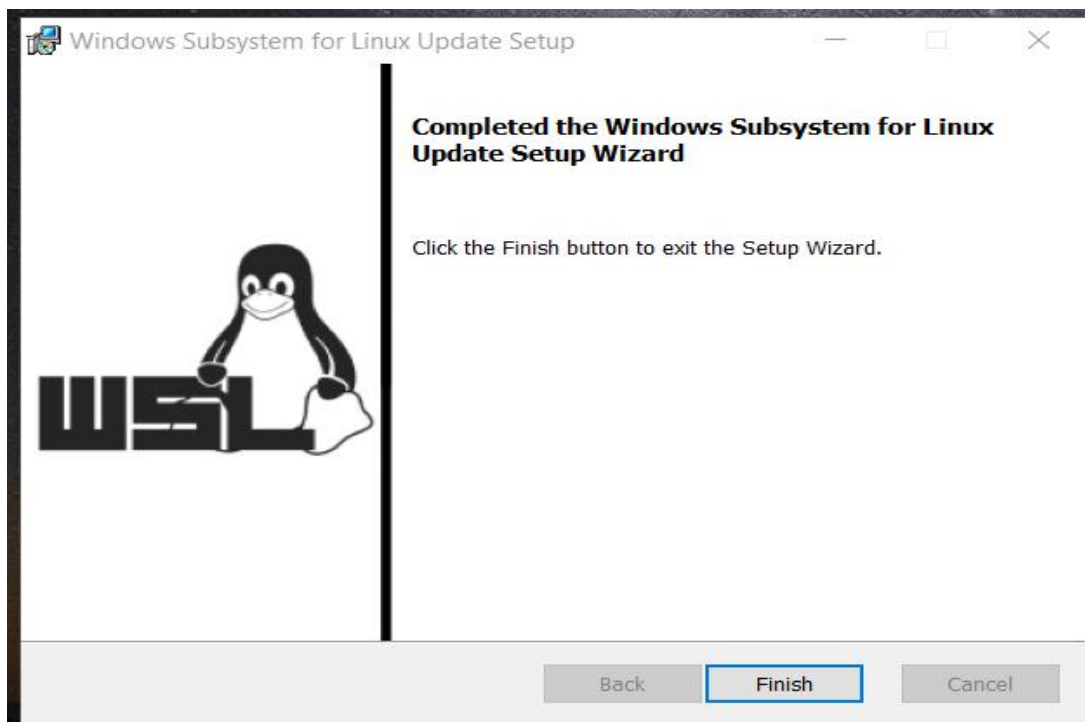 Windows Subsystem for Linux Update Setup
Completed the Windows Subsystem for Linux
Update Setup Wizard
Click the Finish button to exit the Setup Wizard.
WSL
Back
Finish
Cancel